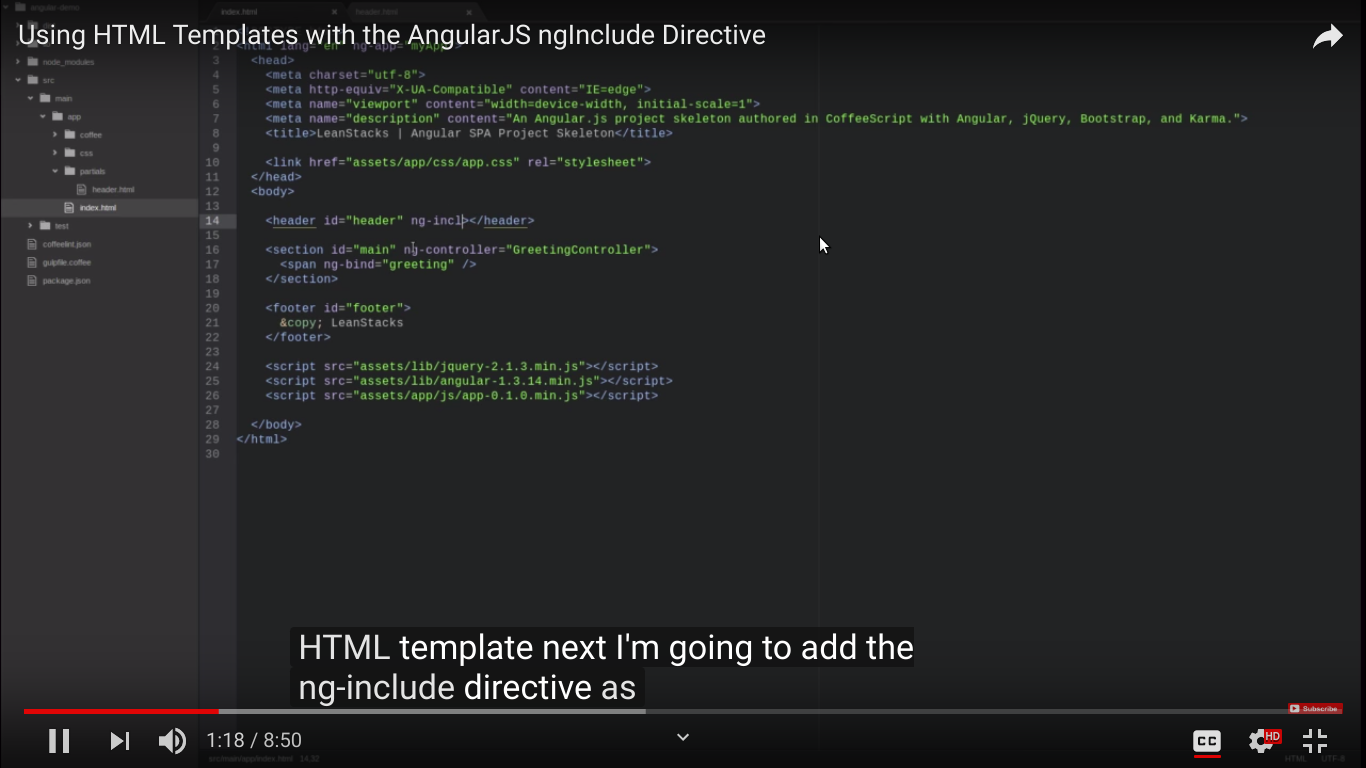 angular-demo
index.html
header.html
Using HTML Templates with the AngularJS ngInclude Directive
2 <html lang="en" ng-app="myApp">
node_modules
3 <head>
src
4 <meta charset="utf-8">
5 <meta http-equiv="X-UA-Compatible" content="IE=edge">
main
6 <meta name="viewport" content="width=device-width, initial-scale=1">
app
7 <meta name="description" content="An Angular.js project skeleton authored in CoffeeScript with Angular, jQuery, Bootstrap, and Karma.">
coffee
8 <title>LeanStacks | Angular SPA Project Skeleton</title>
css
9
10 <link href="assets/app/css/app.css" rel="stylesheet">
partials
11 </head>
header.html
12 <body>
index.html
13
14 <header id="header" ng-incl></header>
test
15
coffeelint.json
16 <section id="main" ng-controller="GreetingController">
gulpfile.coffee
17 <span ng-bind="greeting" />
package.json
18 </section>
19
20 <footer id="footer">
21 &copy; LeanStacks
22 </footer>
23
24 <script src="assets/lib/jquery-2.1.3.min.js"></script>
25 <script src="assets/lib/angular-1.3.14.min.js"></script>
26 <script src="assets/app/js/app-0.1.0.min.js"></script>
27
28 </body>
29 </html>
30
HTML template next I'm going to add the
ng-include directive as
Subscribe
1:18 / 8:50
CC
HD
src/main/app/index.html 14,32
HTML UTF-8